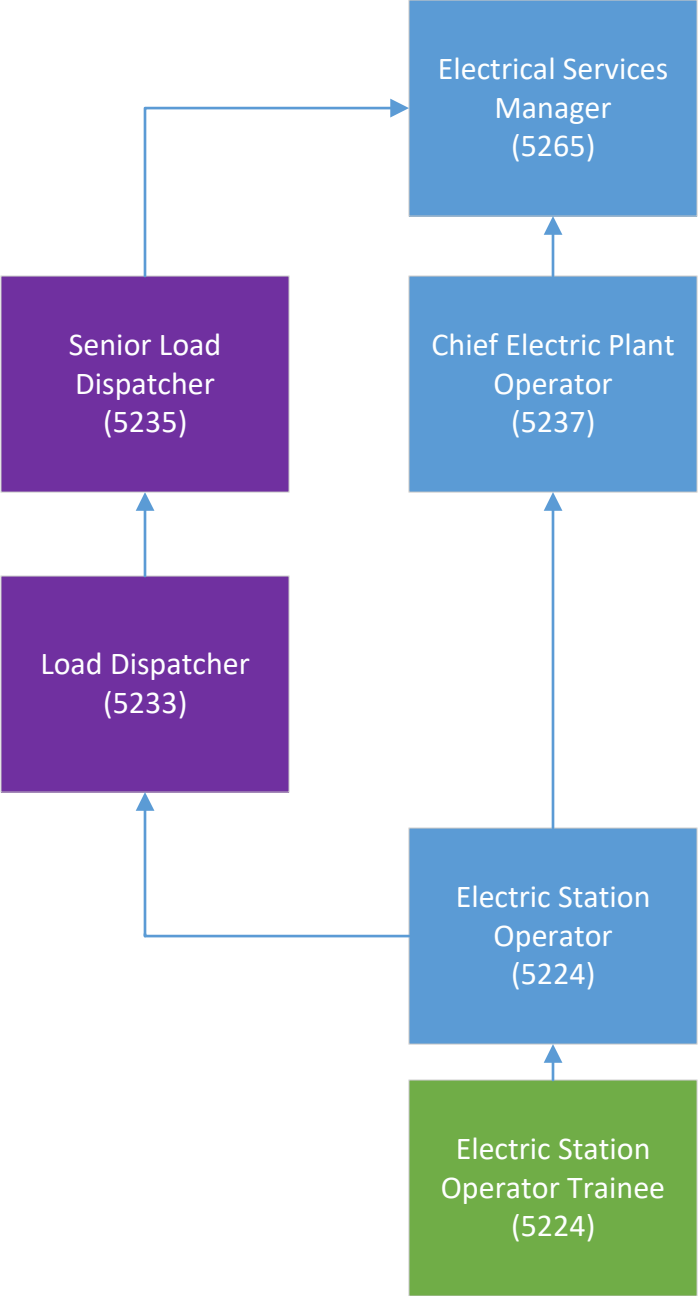 Electrical Services
Manager
(5265)
Senior Load
Dispatcher
(5235)
Chief Electric Plant
Operator
(5237)
Load Dispatcher
(5233)
Electric Station
Operator
(5224)
Electric Station
Operator Trainee
(5224)